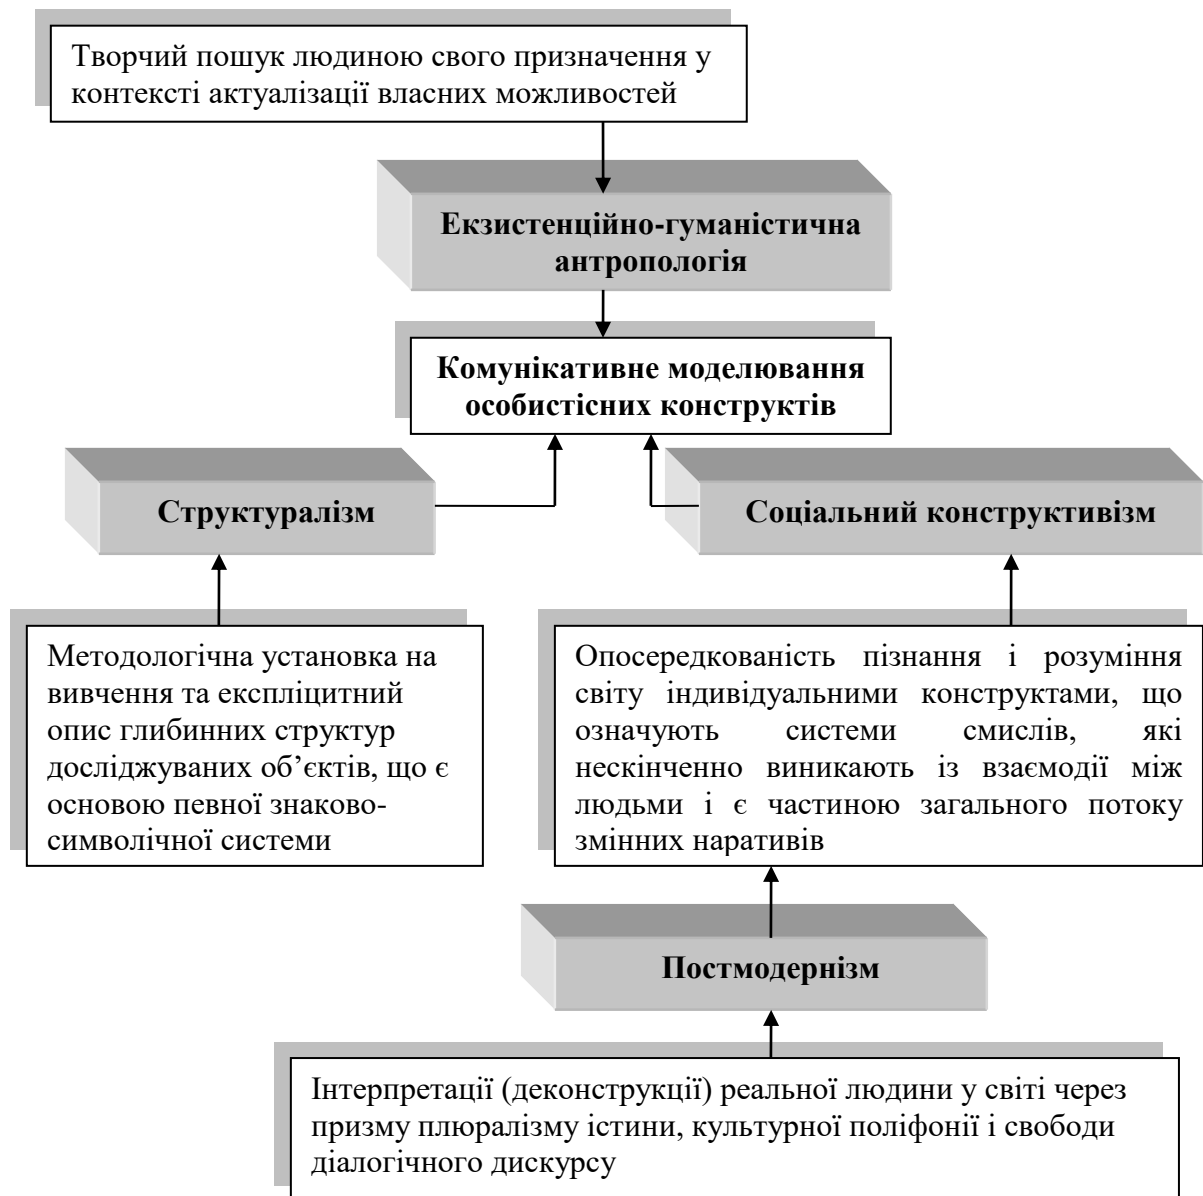 Творчий пошук людиною свого призначення у
контексті актуалізації власних можливостей
Екзистенційно-гуманістична
антропологія
Комунікативне моделювання
особистісних конструктів
Структуралізм
Соціальний конструктивізм
Методологічна установка на
вивчення та експліцитний
опис глибинних структур
досліджуваних об’єктів, що є
основою певної знаково-
символічної системи
Опосередкованість пізнання і розуміння
світу індивідуальними конструктами, що
означують системи смислів, які
нескінченно виникають із взаємодії між
людьми і є частиною загального потоку
змінних наративів
Постмодернізм
Інтерпретації (деконструкції) реальної людини у світі через
призму плюралізму істини, культурної поліфонії і свободи
діалогічного дискурсу